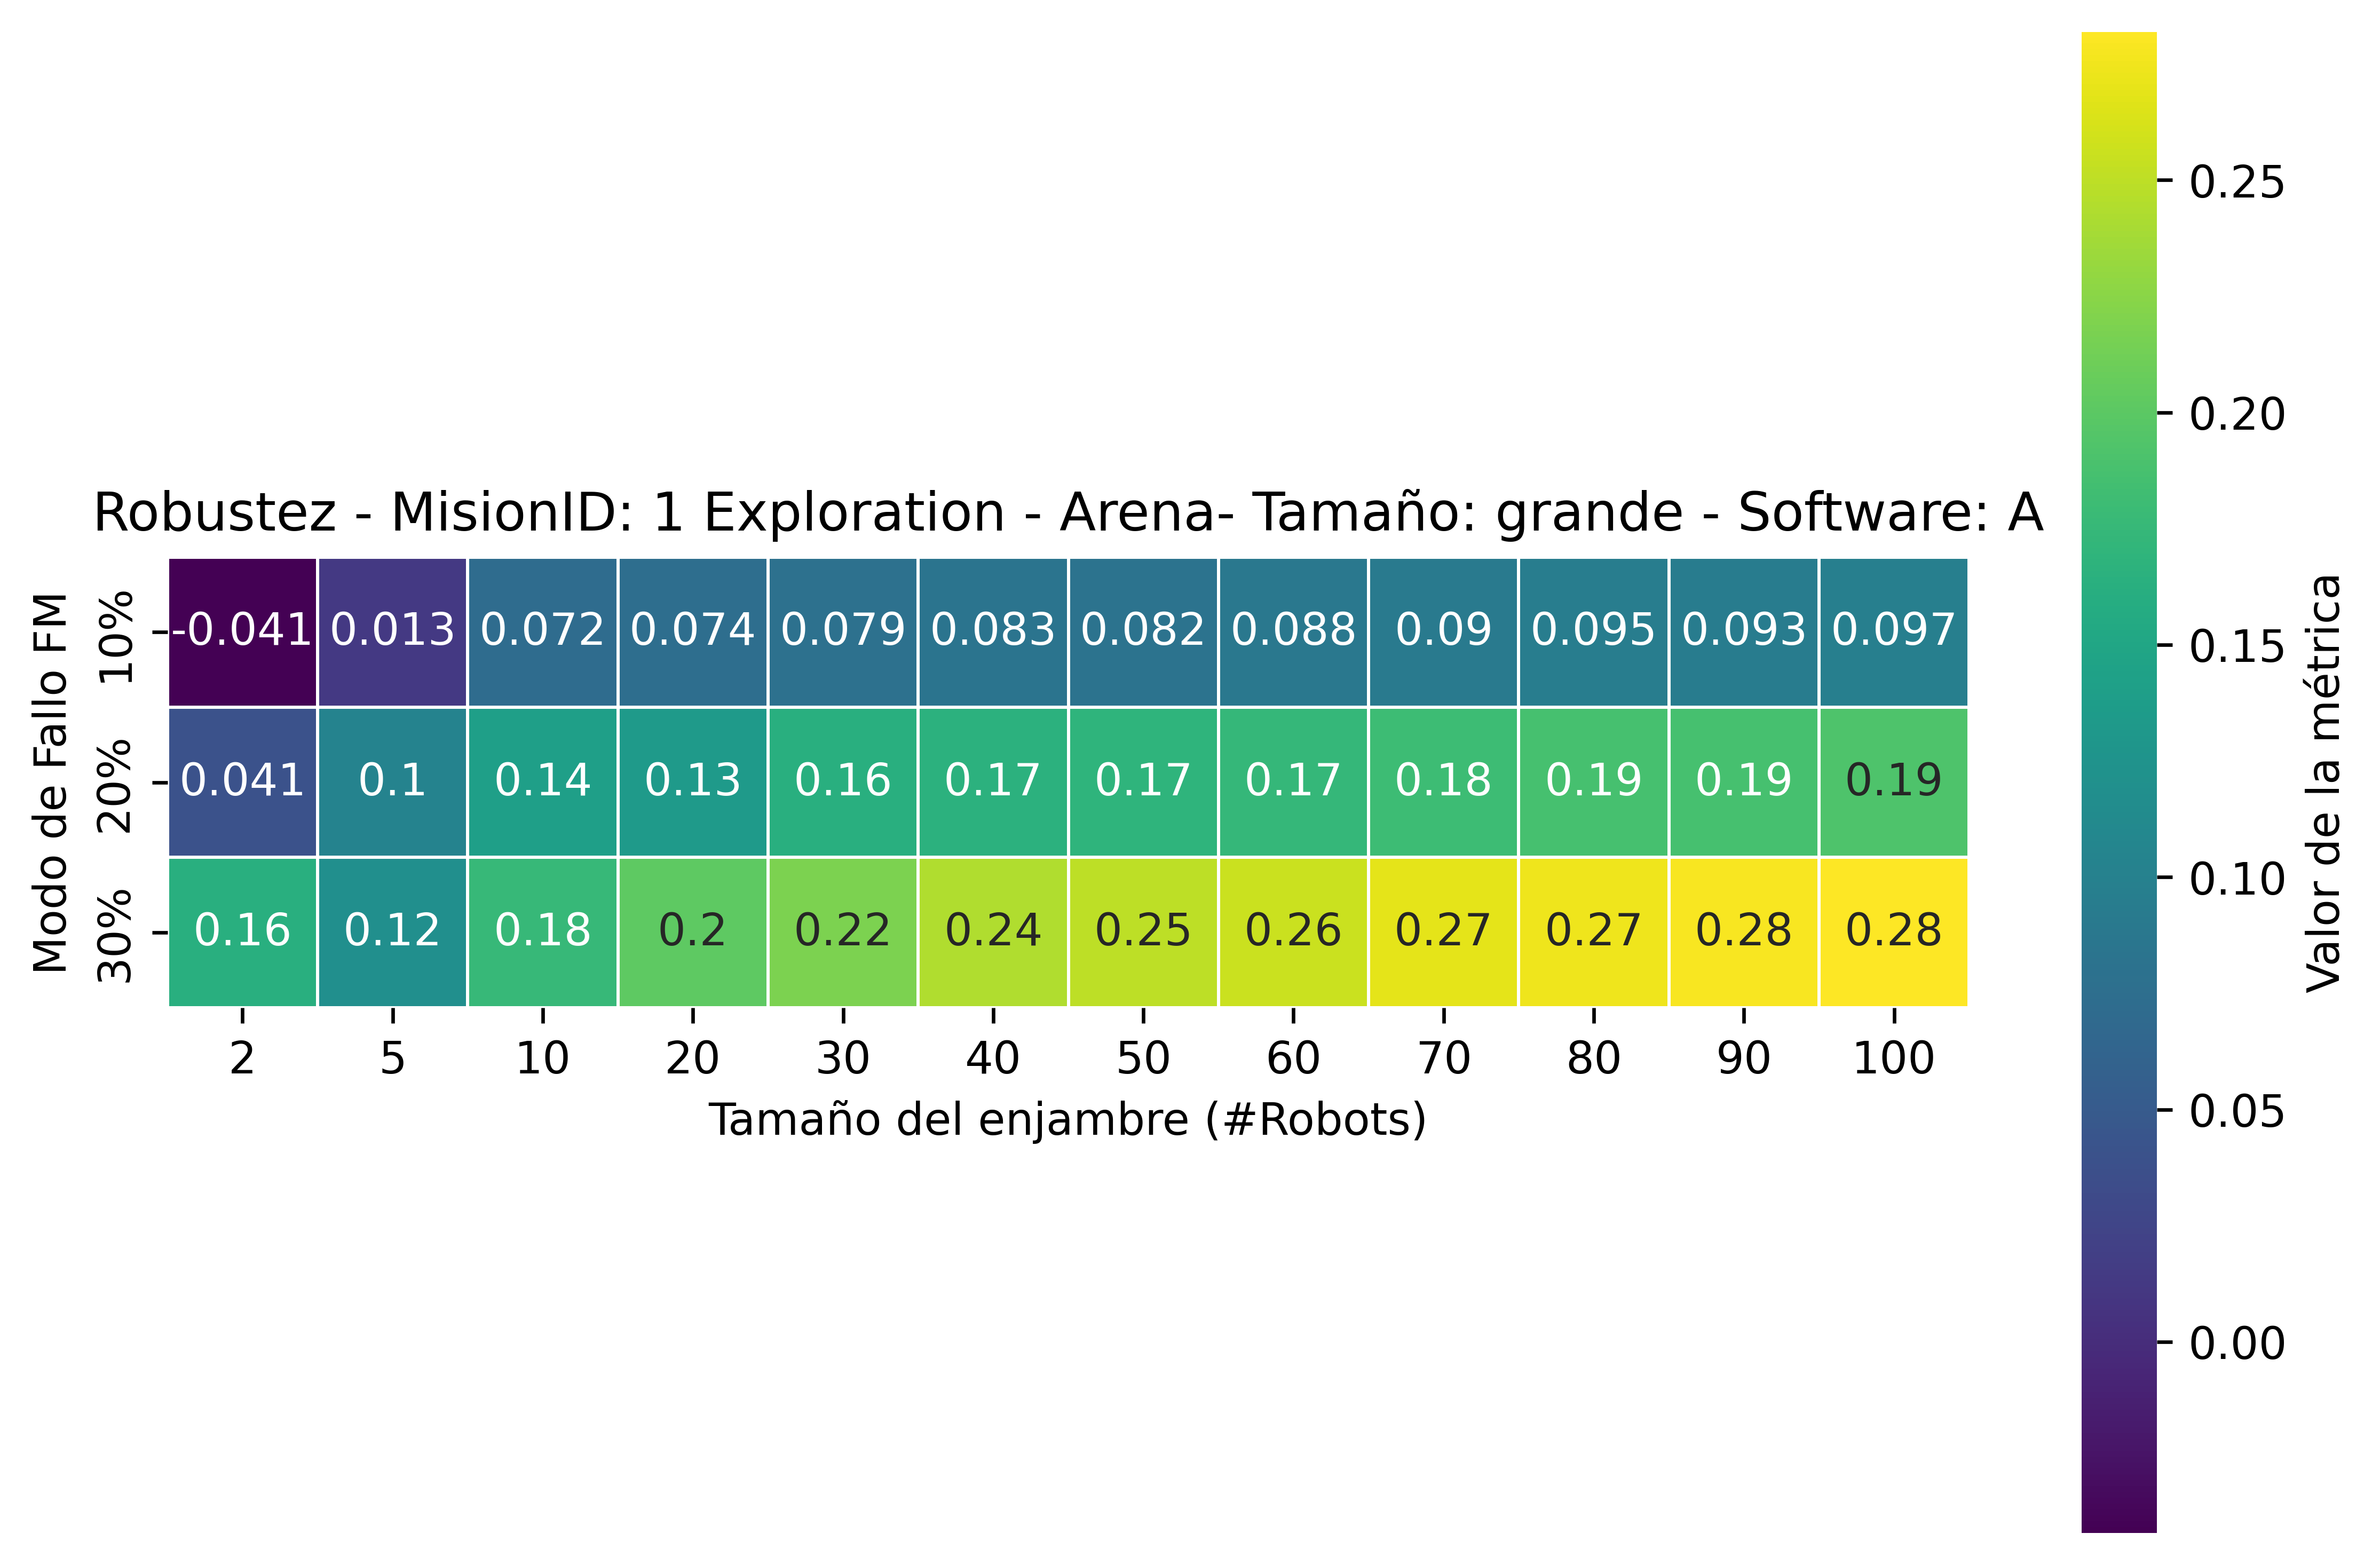 Robustez - MisionID: 1 Exploration - Arena- Tamaño: grande - Software: A
Modo de Fallo FM
10% -0.041 0.013 0.072 0.074 0.079 0.083 0.082 0.088 0.09 0.095 0.093 0.097
20% 0.041 0.1 0.14 0.13 0.16 0.17 0.17 0.17 0.18 0.19 0.19 0.19
30% 0.16 0.12 0.18 0.2 0.22 0.24 0.25 0.26 0.27 0.27 0.28 0.28
2 5 10 20 30 40 50 60 70 80 90 100
Tamaño del enjambre (#Robots)
0.25
0.20
0.15
0.10
0.05
0.00
Valor de la métrica